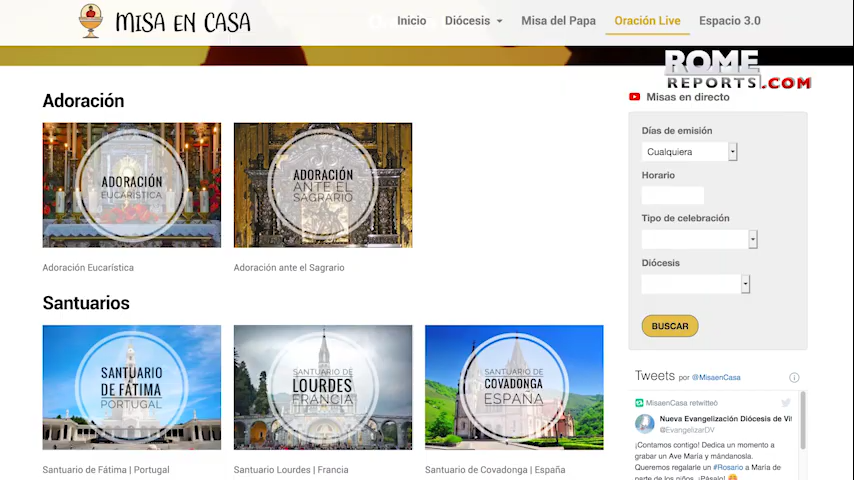 MISA EN CASA
Inicio
Diócesis
Misa del Papa
Oración Live
Espacio 3.0
ROME
REPORTS.COM
Adoración
ADORACIÓN
EUCARÍSTICA
ADORACIÓN
ANTE EL
SAGRARIO
Adoración Eucarística
Adoración ante el Sagrario
Santuarios
SANTUARIO
DE FÁTIMA
PORTUGAL
SANTUARIO DE
LOURDES
FRANCIA
SANTUARIO DE
COVADONGA
ESPAÑA
Santuario de Fátima | Portugal
Santuario Lourdes | Francia
Santuario de Covadonga | España
Misas en directo
Días de emisión
Cualquiera
Horario
Tipo de celebración
Diócesis
BUSCAR
Tweets por @MisaenCasa
MisaenCasa retwitteó
Nueva Evangelización Diócesis de Vit
@EvangelizarDV
¡Contamos contigo! Dedica un momento a
grabar un Ave María y mándanosla.
Queremos regalarle un #Rosario a María de
parte de los niños. ¡Pásalo!